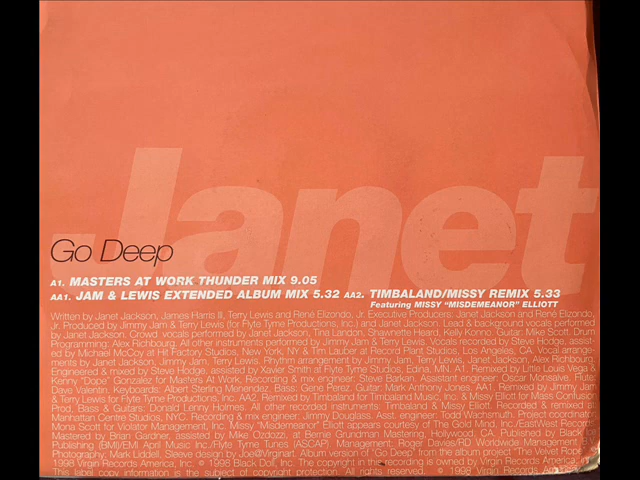 Janet
Go Deep
A1. MASTERS AT WORK THUNDER MIX 9.05
AA1. JAM & LEWIS EXTENDED ALBUM MIX 5.32 AA2. TIMBALAND/MISSY REMIX 5.33
Featuring MISSY "MISDEMEANOR" ELLIOTT
Written by Janet Jackson, James Harris III, Terry Lewis and René Elizondo, Jr. Executive Producers: Janet Jackson and René Elizondo,
Jr. Produced by Jimmy Jam & Terry Lewis (for Flyte Tyme Productions, Inc.) and Janet Jackson. Lead & background vocals performed
by Janet Jackson. Crowd vocals performed by Janet Jackson, Tina Landon, Shawnette Heard, Kelly Konno. Guitar: Mike Scott. Drum
Programming: Alex Richbourg. All other instruments performed by Jimmy Jam & Terry Lewis. Vocals recorded by Steve Hodge, assist-
ed by Michael McCoy at Hit Factory Studios, New York, NY & Tim Lauber at Record Plant Studios, Los Angeles, CA. Vocal arrange-
ments by Janet Jackson, Jimmy Jam, Terry Lewis. Rhythm arrangement by Jimmy Jam, Terry Lewis, Janet Jackson, Alex Richbourg.
Engineered & mixed by Steve Hodge, assisted by Xavier Smith at Flyte Tyme Studios, Edina, MN. A1. Remixed by Little Louie Vega &
Kenny "Dope" Gonzalez for Masters At Work, Recording & mix engineer: Steve Barkan. Assistant engineer: Oscar Monsalve. Flute:
Dave Valentin. Keyboards: Albert Sterling Menendez. Bass: Gene Perez. Guitar: Mark Anthony Jones. AA1. Remixed by Jimmy Jam
& Terry Lewis for Flyte Tyme Productions, Inc. AA2. Remixed by Timbaland for Timbaland Music, Inc. & Missy Elliott for Mass Confusion
Prod. Bass & Guitars: Donald Lenny Holmes. All other recorded instruments: Timbaland & Missy Elliott. Recorded & remixed at
Manhattan Centre Studios, NYC. Recording & mix engineer: Jimmy Douglass. Asst. engineer: Todd Wachsmuth. Project coordination:
Mona Scott for Violator Management, Inc. Missy "Misdemeanor" Elliott appears courtesy of The Gold Mind, Inc./EastWest Records
Mastered by Brian Gardner, assisted by Mike Ozdozzi, at Bernie Grundman Mastering, Hollywood, CA. Published by Black Ice
Publishing (BMI)/EMI April Music Inc./Flyte Tyme Tunes (ASCAP). Management: Roger Davies/RD Worldwide Management BV.
Photography: Mark Liddell. Sleeve design by Joe@Virginart. Album version of 'Go Deep' from the album project "The Velvet Rope"
1998 Virgin Records America, Inc. © 1998 Black Doll, Inc. The copyright in this recording is owned by Virgin Records America, Inc.
This label copy information is the subject of copyright protection. All rights reserved. © 1998 Virgin Records America